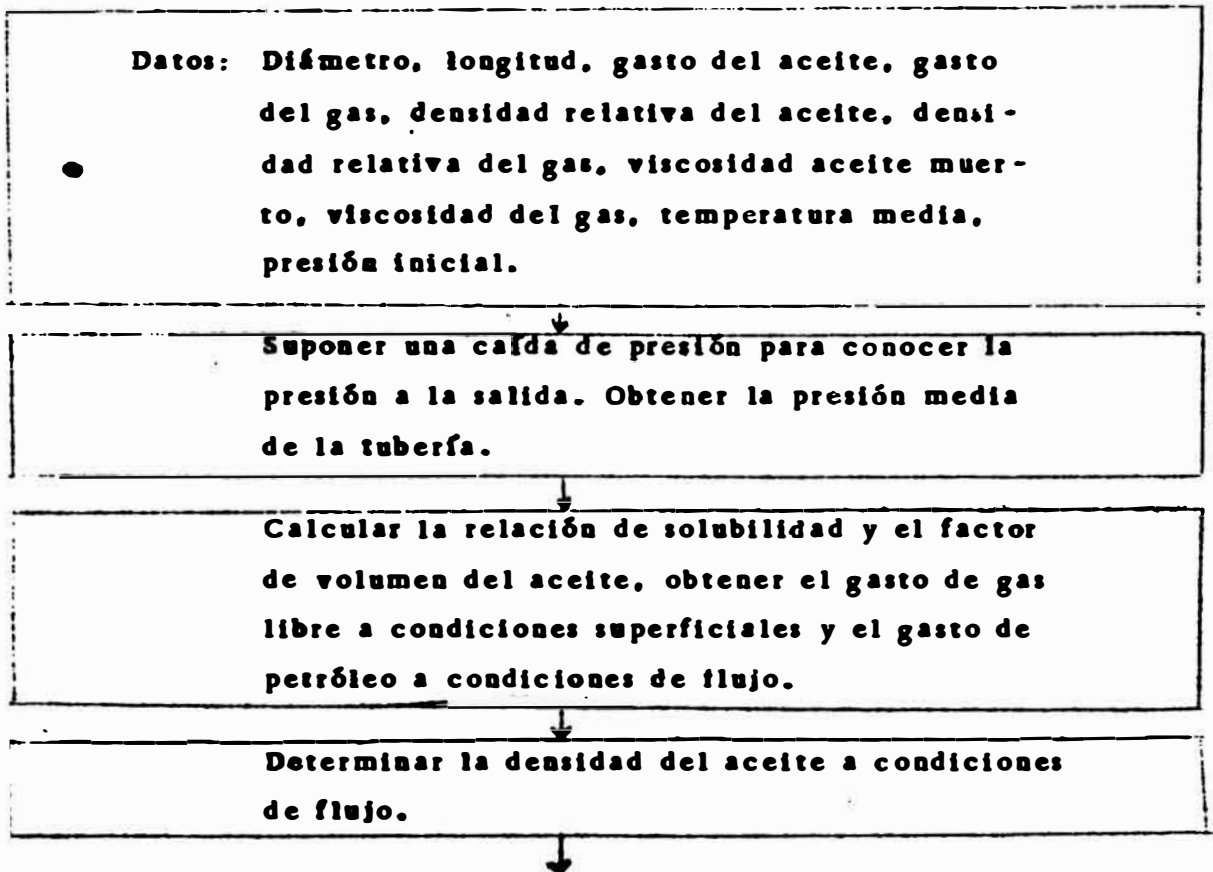 Datos: Diámetro, longitud, gasto del aceite, gasto
del gas, densidad relativa del aceite, densi-
dad relativa del gas, viscosidad aceite muer-
to, viscosidad del gas, temperatura media,
presión inicial.
Suponer una caída de presión para conocer la
presión a la salida. Obtener la presión media
de la tubería.
Calcular la relación de solubilidad y el factor
de volumen del aceite, obtener el gasto de gas
libre a condiciones superficiales y el gasto de
petróleo a condiciones de flujo.
Determinar la densidad del aceite a condiciones
de flujo.